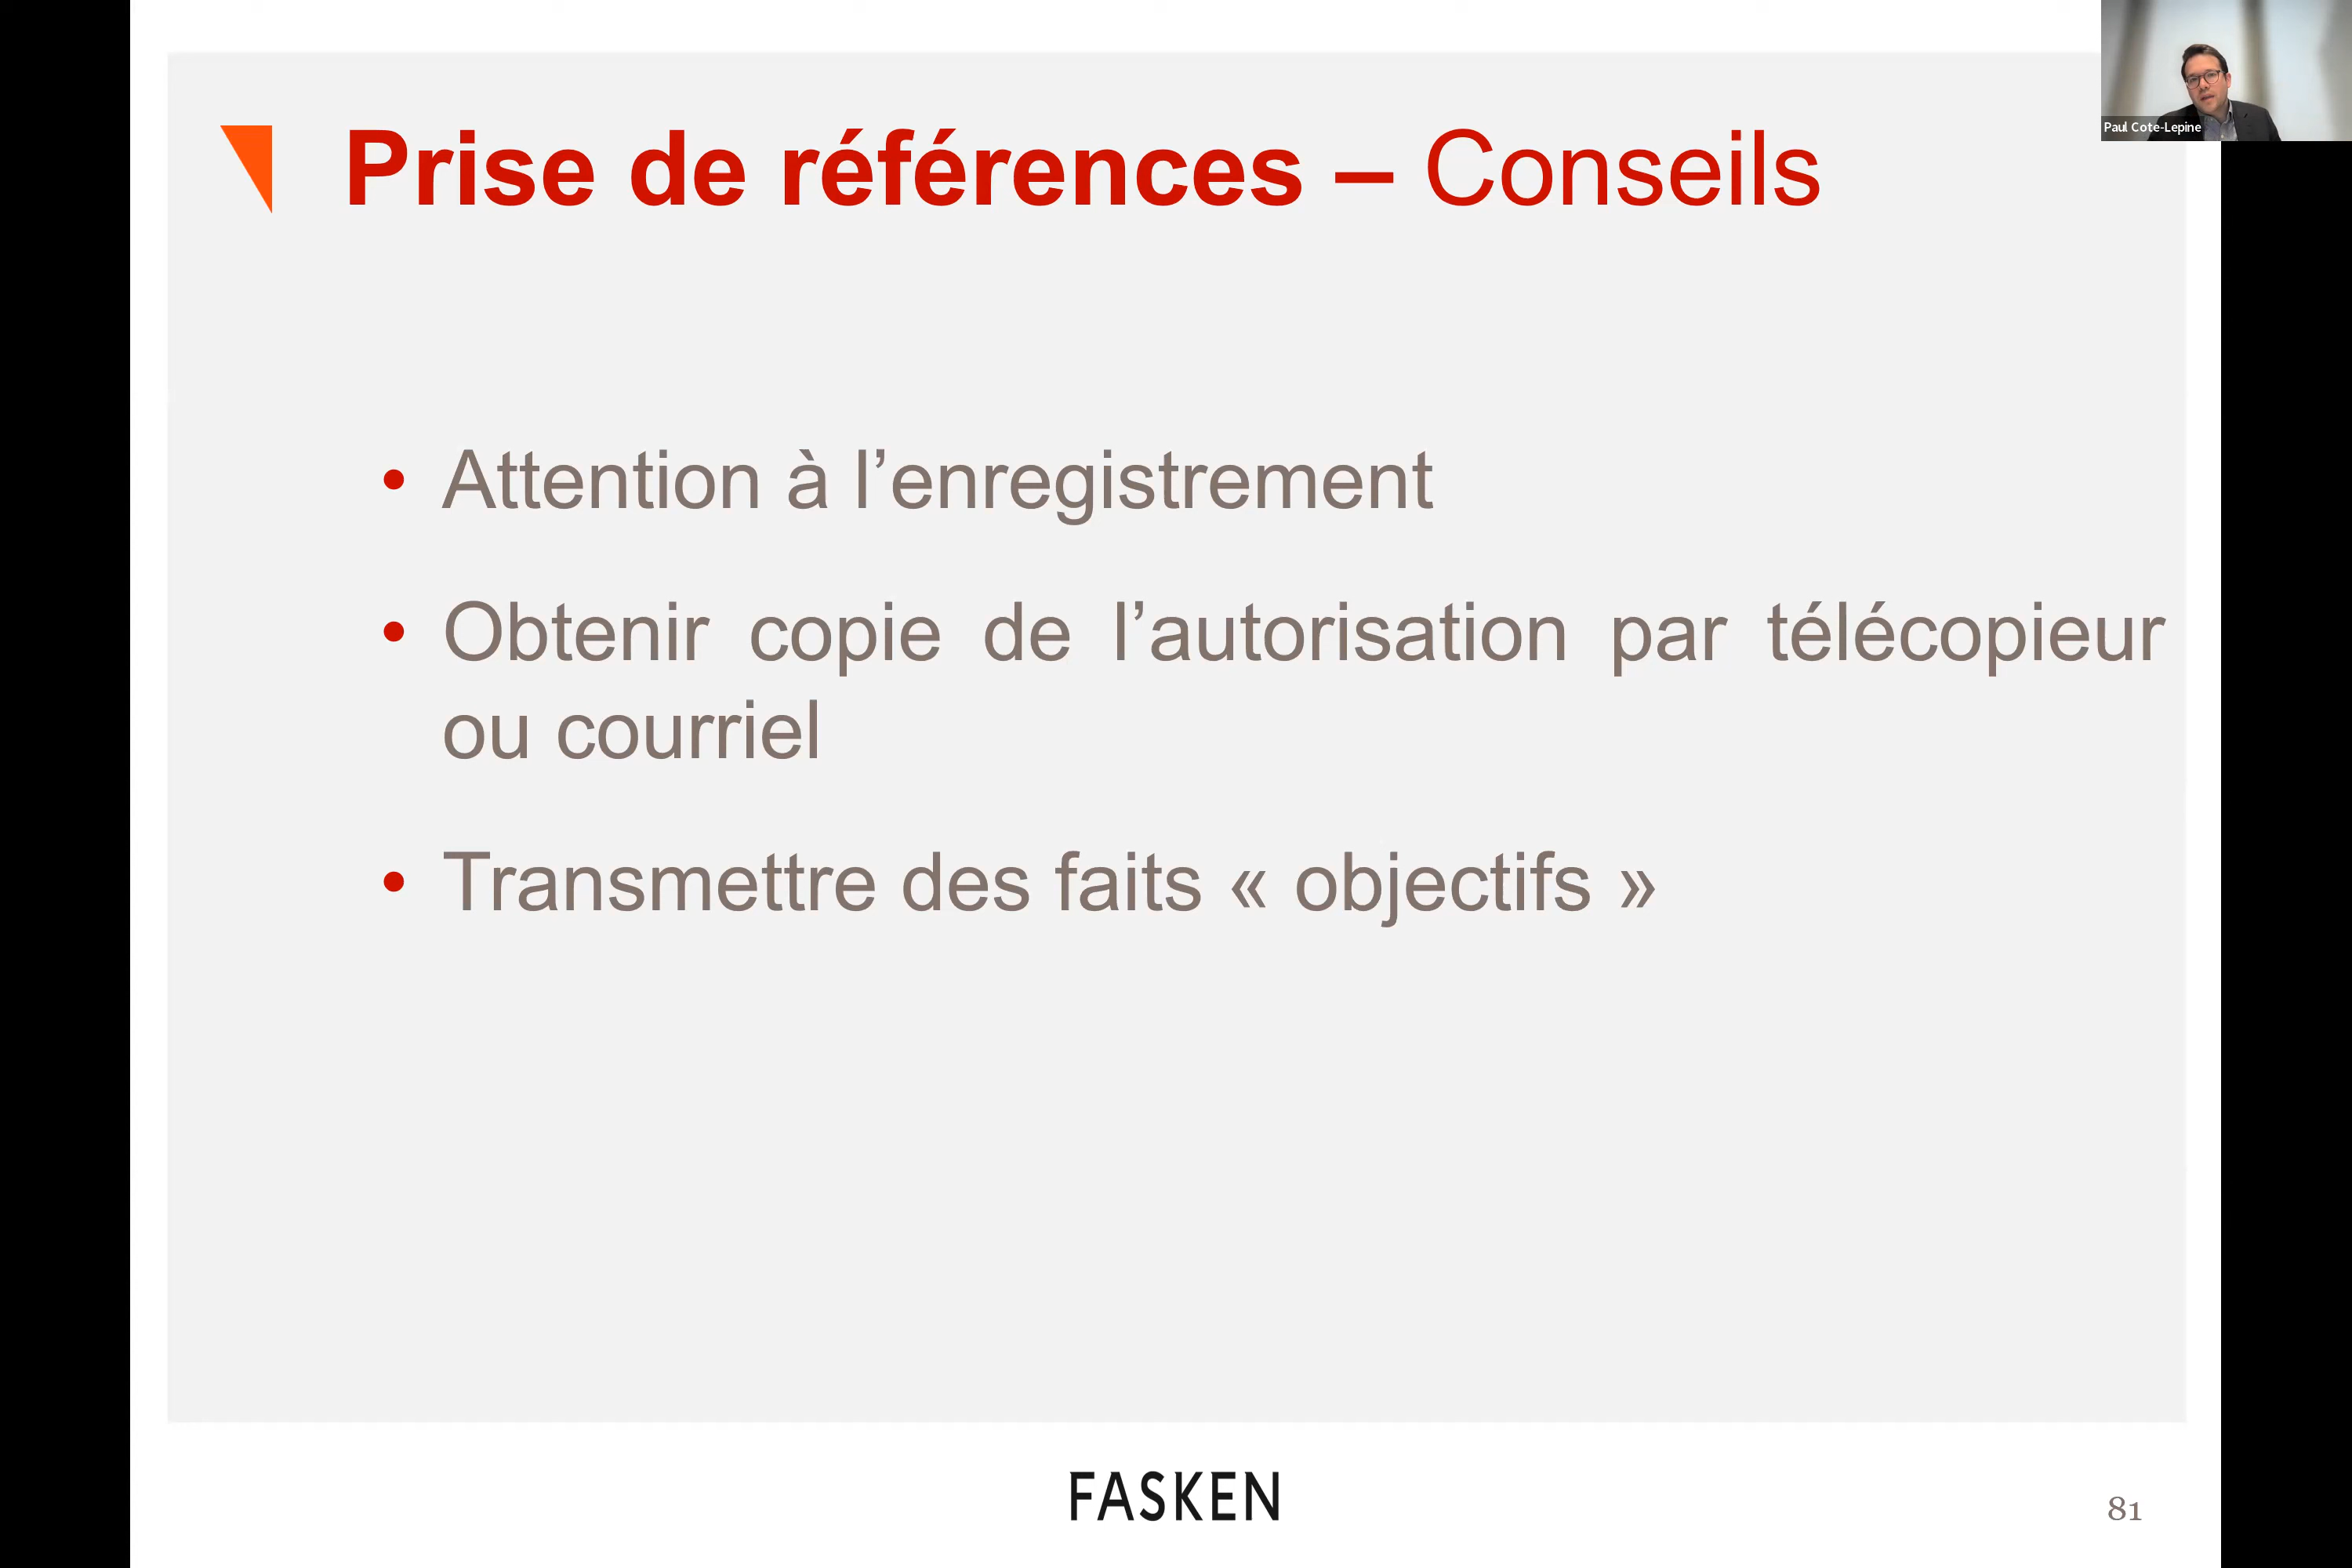 Prise de références – Conseils
Paul Cote-Lepine
• Attention à l’enregistrement
• Obtenir copie de l’autorisation par télécopieur
ou courriel
• Transmettre des faits « objectifs »
FASKEN
81